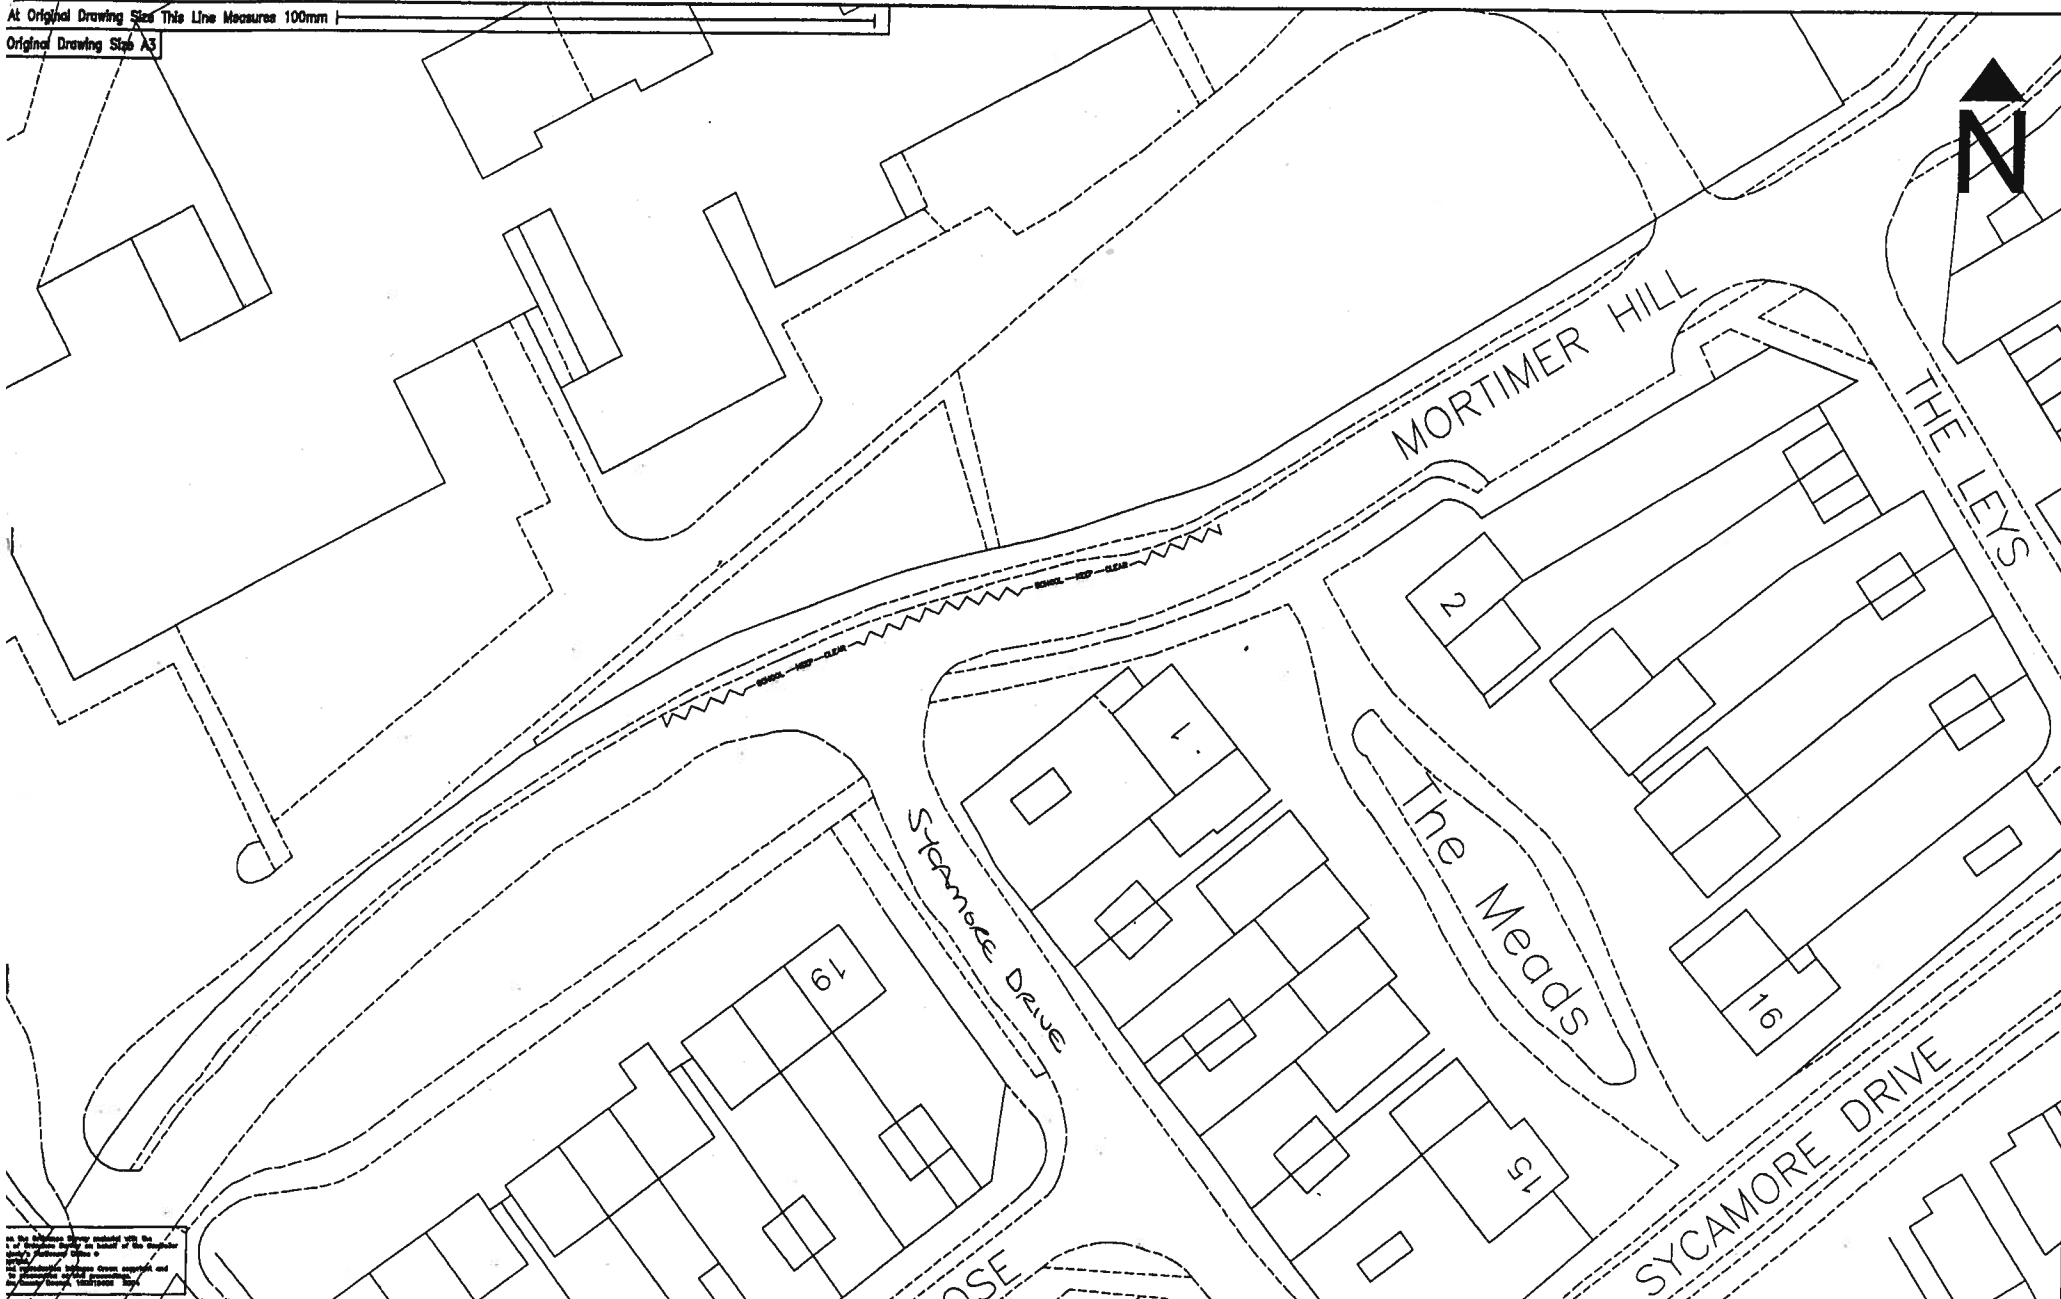 At Original Drawing Size This Line Measures 100mm
Original Drawing Size A3
N
MORTIMER HILL
THE LEYS
SCHOOL KEEP CLEAR
SCHOOL KEEP CLEAR
2
1
The Meads
SYCAMORE DRIVE
19
16
15
SYCAMORE DRIVE
OSE